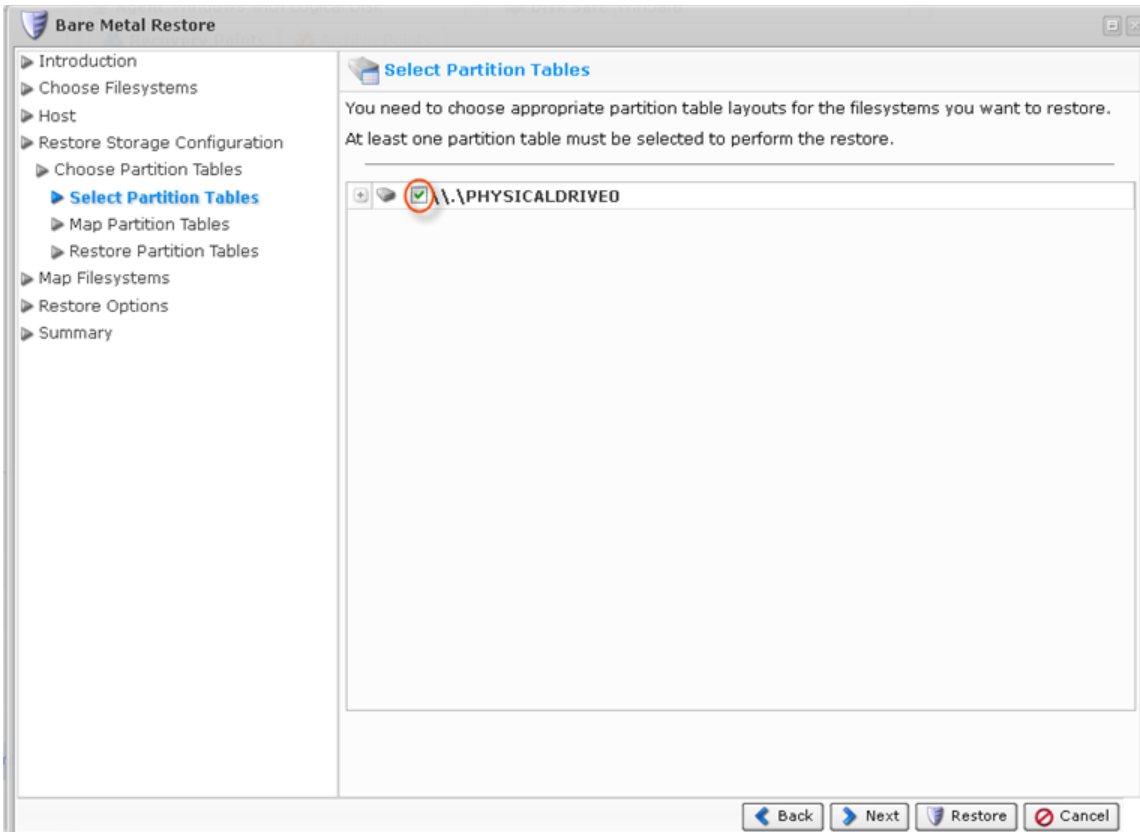 Bare Metal Restore
Introduction
Choose Filesystems
Host
Restore Storage Configuration
Choose Partition Tables
Select Partition Tables
Map Partition Tables
Restore Partition Tables
Map Filesystems
Restore Options
Summary
Select Partition Tables
You need to choose appropriate partition table layouts for the filesystems you want to restore.
At least one partition table must be selected to perform the restore.
\\.\PHYSICALDRIVE0
Back
Next
Restore
Cancel